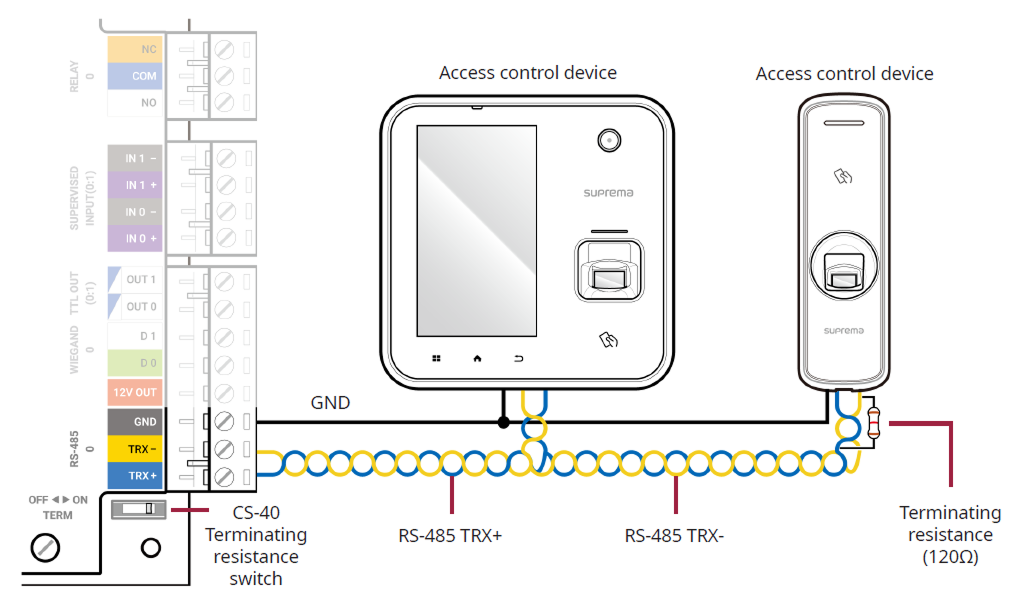 Access control device
Access control device
RELAY
0
NC
COM
NO
SUPERVISED
INPUT(0:1)
IN 1 −
IN 1 +
IN 0 −
IN 0 +
TTL OUT
(0:1)
OUT 1
OUT 0
WIEGAND
0
D 1
D 0
12V OUT
RS-485
0
GND
TRX −
TRX +
suprema
suprema
GND
OFF ◄ ► ON
TERM
CS-40
Terminating
resistance
switch
RS-485 TRX+
RS-485 TRX-
Terminating
resistance
(120Ω)